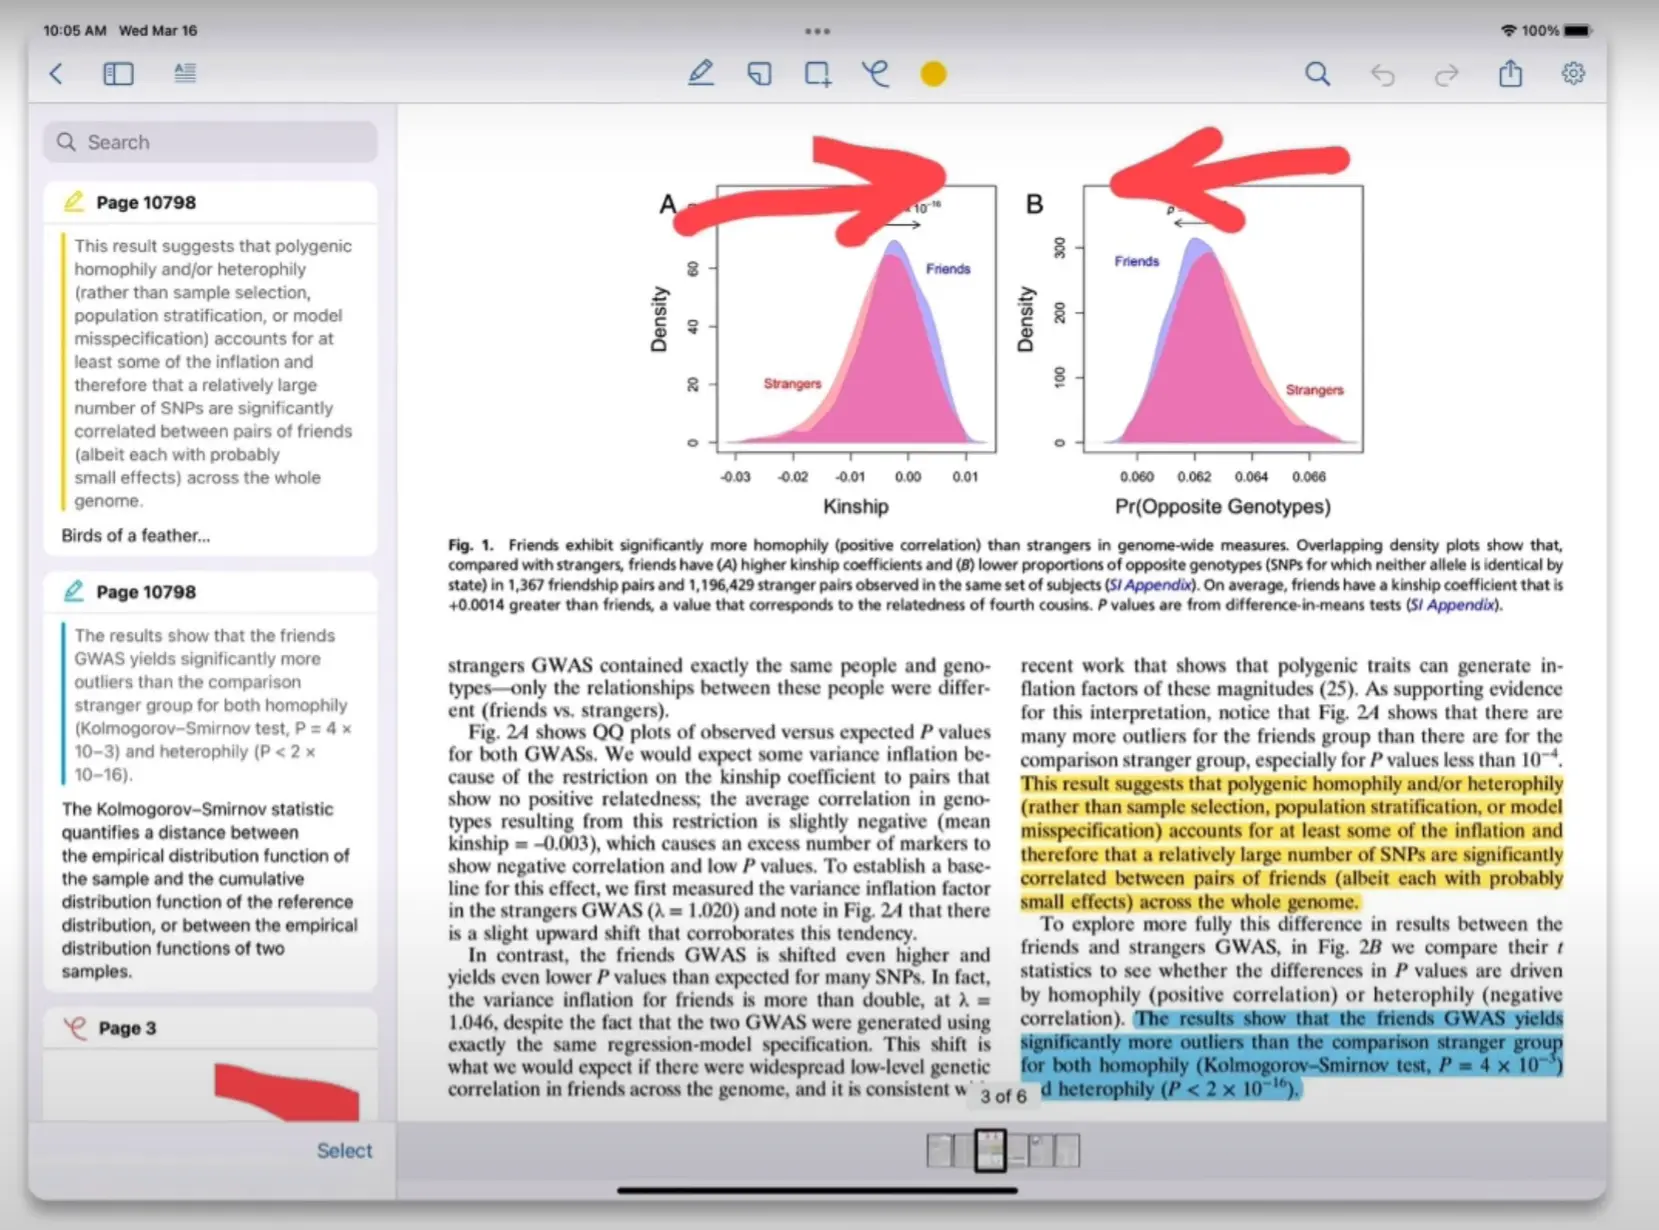 10:05 AM Wed Mar 16
100%
Search
Page 10798
This result suggests that polygenic
homophily and/or heterophily
(rather than sample selection,
population stratification, or model
misspecification) accounts for at
least some of the inflation and
therefore that a relatively large
number of SNPs are significantly
correlated between pairs of friends
(albeit each with probably
small effects) across the whole
genome.
Birds of a feather...
Page 10798
The results show that the friends
GWAS yields significantly more
outliers than the comparison
stranger group for both homophily
(Kolmogorov–Smirnov test, P = 4 ×
10−3) and heterophily (P < 2 ×
10−16).
The Kolmogorov–Smirnov statistic
quantifies a distance between
the empirical distribution function of
the sample and the cumulative
distribution function of the reference
distribution, or between the empirical
distribution functions of two
samples.
Page 3
Select
A
10⁻¹⁶
Friends
Strangers
Density
0 20 40 60
-0.03 -0.02 -0.01 0.00 0.01
Kinship
B
p
Friends
Strangers
Density
0 100 200 300
0.060 0.062 0.064 0.066
Pr(Opposite Genotypes)
Fig. 1. Friends exhibit significantly more homophily (positive correlation) than strangers in genome-wide measures. Overlapping density plots show that,
compared with strangers, friends have (A) higher kinship coefficients and (B) lower proportions of opposite genotypes (SNPs for which neither allele is identical by
state) in 1,367 friendship pairs and 1,196,429 stranger pairs observed in the same set of subjects (SI Appendix). On average, friends have a kinship coefficient that is
+0.0014 greater than friends, a value that corresponds to the relatedness of fourth cousins. P values are from difference-in-means tests (SI Appendix).
strangers GWAS contained exactly the same people and geno-
types—only the relationships between these people were differ-
ent (friends vs. strangers).
Fig. 2A shows QQ plots of observed versus expected P values
for both GWASs. We would expect some variance inflation be-
cause of the restriction on the kinship coefficient to pairs that
show no positive relatedness; the average correlation in geno-
types resulting from this restriction is slightly negative (mean
kinship = –0.003), which causes an excess number of markers to
show negative correlation and low P values. To establish a base-
line for this effect, we first measured the variance inflation factor
in the strangers GWAS (λ = 1.020) and note in Fig. 2A that there
is a slight upward shift that corroborates this tendency.
In contrast, the friends GWAS is shifted even higher and
yields even lower P values than expected for many SNPs. In fact,
the variance inflation for friends is more than double, at λ =
1.046, despite the fact that the two GWAS were generated using
exactly the same regression-model specification. This shift is
what we would expect if there were widespread low-level genetic
correlation in friends across the genome, and it is consistent
recent work that shows that polygenic traits can generate in-
flation factors of these magnitudes (25). As supporting evidence
for this interpretation, notice that Fig. 2A shows that there are
many more outliers for the friends group than there are for the
comparison stranger group, especially for P values less than 10⁻⁴.
This result suggests that polygenic homophily and/or heterophily
(rather than sample selection, population stratification, or model
misspecification) accounts for at least some of the inflation and
therefore that a relatively large number of SNPs are significantly
correlated between pairs of friends (albeit each with probably
small effects) across the whole genome.
To explore more fully this difference in results between the
friends and strangers GWAS, in Fig. 2B we compare their t
statistics to see whether the differences in P values are driven
by homophily (positive correlation) or heterophily (negative
correlation). The results show that the friends GWAS yields
significantly more outliers than the comparison stranger group
for both homophily (Kolmogorov–Smirnov test, P = 4 × 10⁻³)
heterophily (P < 2 × 10⁻¹⁶).
3 of 6